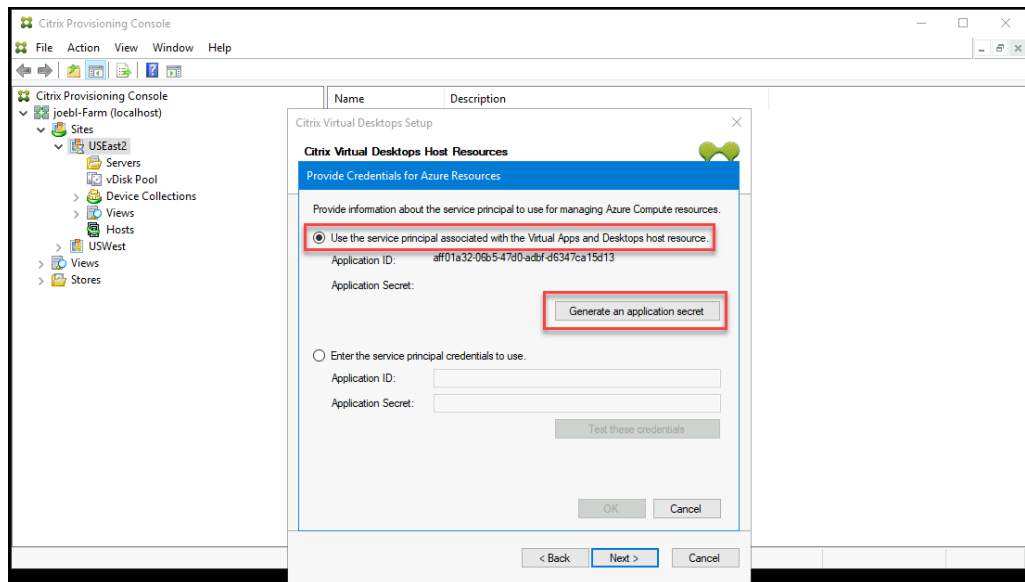 Citrix Provisioning Console
File Action View Window Help
Citrix Provisioning Console
joebl-Farm (localhost)
Sites
USEast2
Servers
vDisk Pool
Device Collections
Views
Hosts
USWest
Views
Stores
Name Description
Citrix Virtual Desktops Setup
Citrix Virtual Desktops Host Resources
Provide Credentials for Azure Resources
Provide information about the service principal to use for managing Azure Compute resources.
Use the service principal associated with the Virtual Apps and Desktops host resource.
Application ID: aff01a32-06b5-47d0-adbf-d6347ca15d13
Application Secret:
Generate an application secret
Enter the service principal credentials to use.
Application ID:
Application Secret:
Test these credentials
OK Cancel
< Back Next > Cancel